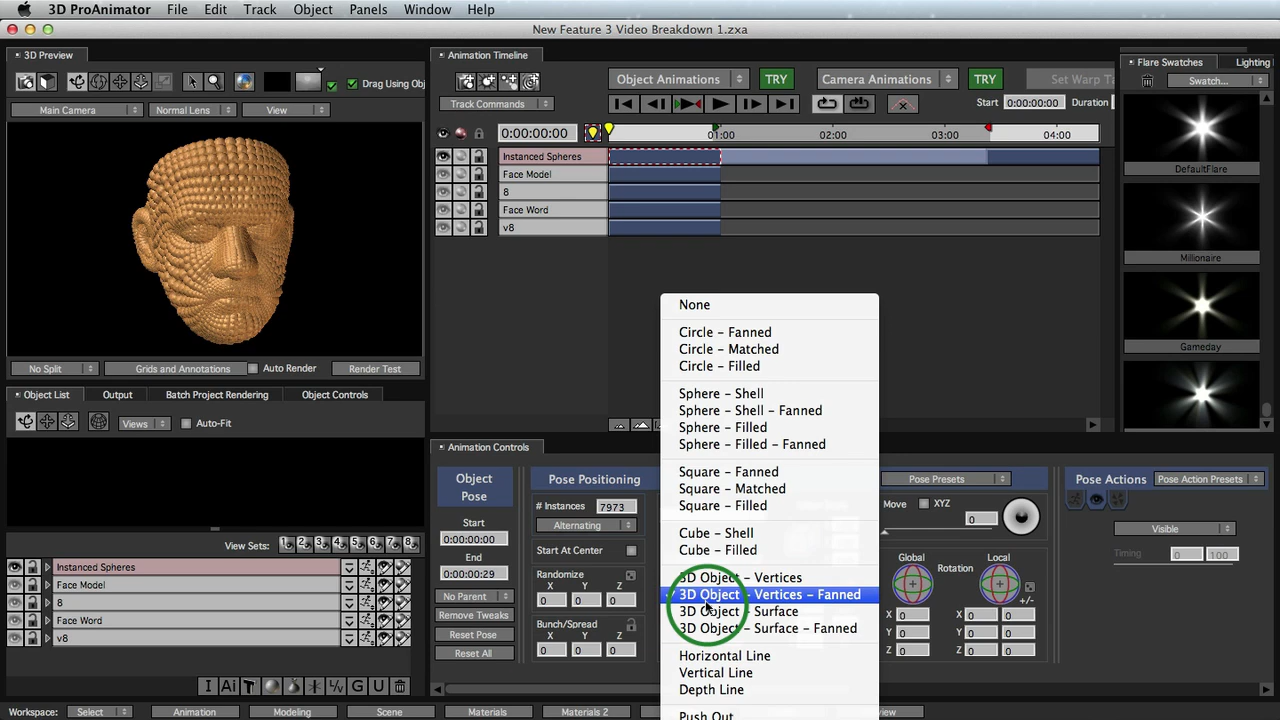 3D ProAnimator File Edit Track Object Panels Window Help
New Feature 3 Video Breakdown 1.zxa
3D Preview
Drag Using Obj
Main Camera Normal Lens View
No Split Grids and Annotations Auto Render Render Test
Object List Output Batch Project Rendering Object Controls
Views Auto-Fit
View Sets: 1 2 3 4 5 6 7 8
Instanced Spheres
Face Model
8
Face Word
v8
I Ai G U
Animation Timeline
Object Animations TRY Camera Animations TRY Set Warp Ta
Track Commands Start 0:00:00:00 Duration
0:00:00:00 01:00 02:00 03:00 04:00
Instanced Spheres
Face Model
8
Face Word
v8
Flare Swatches Lighting
Swatch...
DefaultFlare
Millionaire
Gameday
Animation Controls
Object
Pose
Start
0:00:00:00
End
0:00:00:29
No Parent
Remove Tweaks
Reset Pose
Reset All
Pose Positioning
# Instances 7973
Alternating
Start At Center
Randomize
X Y Z
0 0 0
Bunch/Spread
X Y Z
0 0 0
None
Circle – Fanned
Circle – Matched
Circle – Filled
Sphere – Shell
Sphere – Shell – Fanned
Sphere – Filled
Sphere – Filled – Fanned
Square – Fanned
Square – Matched
Square – Filled
Cube – Shell
Cube – Filled
3D Object – Vertices
3D Object – Vertices – Fanned
3D Object – Surface
3D Object – Surface – Fanned
Horizontal Line
Vertical Line
Depth Line
Push Out
Pose Presets
Move XYZ
0
Global Local
Rotation
+/-
X 0 X 0
Y 0 Y 0
Z 0 Z 0
Pose Actions Pose Action Presets
Visible
Timing 0 100
Workspace: Select Animation Modeling Scene Materials Materials 2 view